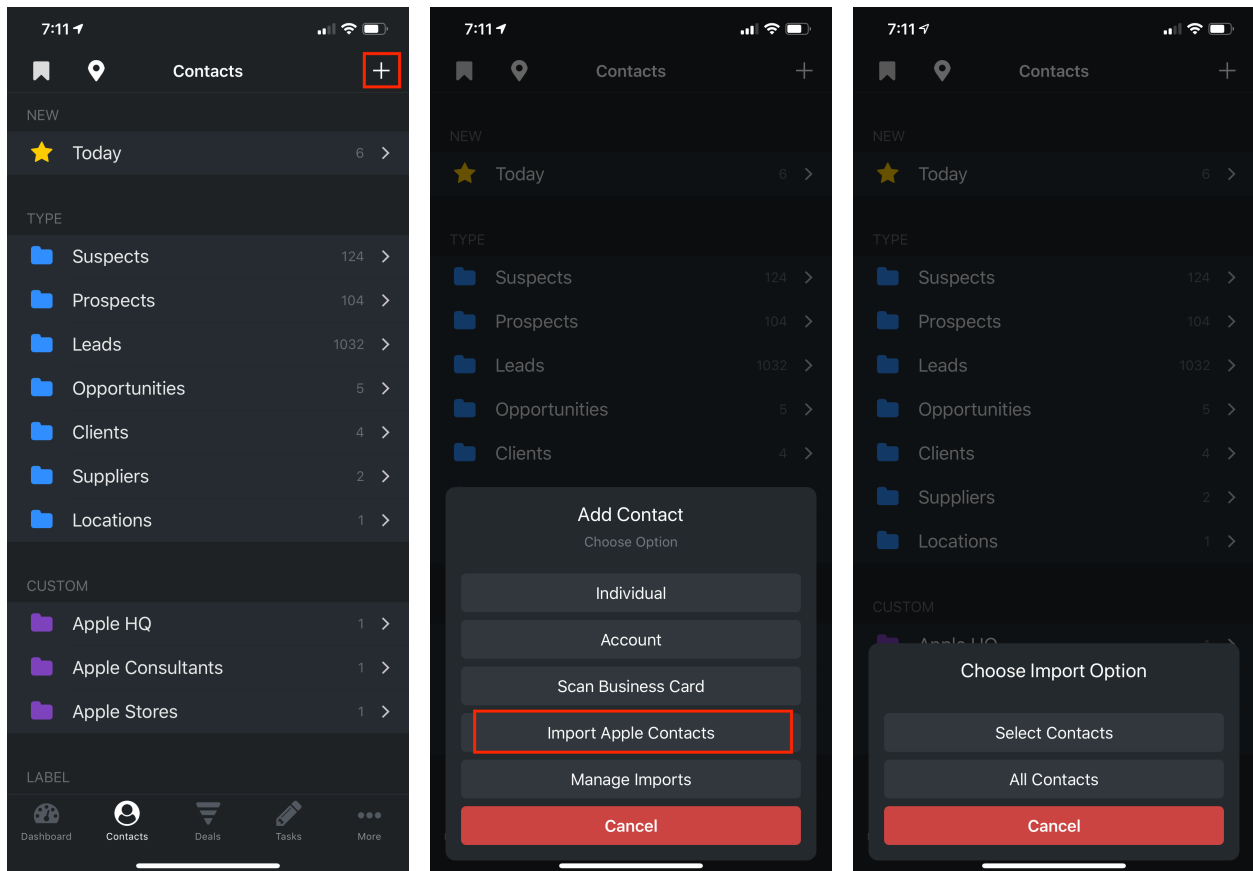 7:11
Contacts
NEW
Today 6
TYPE
Suspects 124
Prospects 104
Leads 1032
Opportunities 5
Clients 4
Suppliers 2
Locations 1
CUSTOM
Apple HQ 1
Apple Consultants 1
Apple Stores 1
LABEL
Dashboard Contacts Deals Tasks More
7:11
Contacts
NEW
Today 6
TYPE
Suspects 124
Prospects 104
Leads 1032
Opportunities 5
Clients 4
Add Contact
Choose Option
Individual
Account
Scan Business Card
Import Apple Contacts
Manage Imports
Cancel
7:11
Contacts
NEW
Today 6
TYPE
Suspects 124
Prospects 104
Leads 1032
Opportunities 5
Clients 4
Suppliers 2
Locations 1
CUSTOM
Apple HQ 1
Choose Import Option
Select Contacts
All Contacts
Cancel